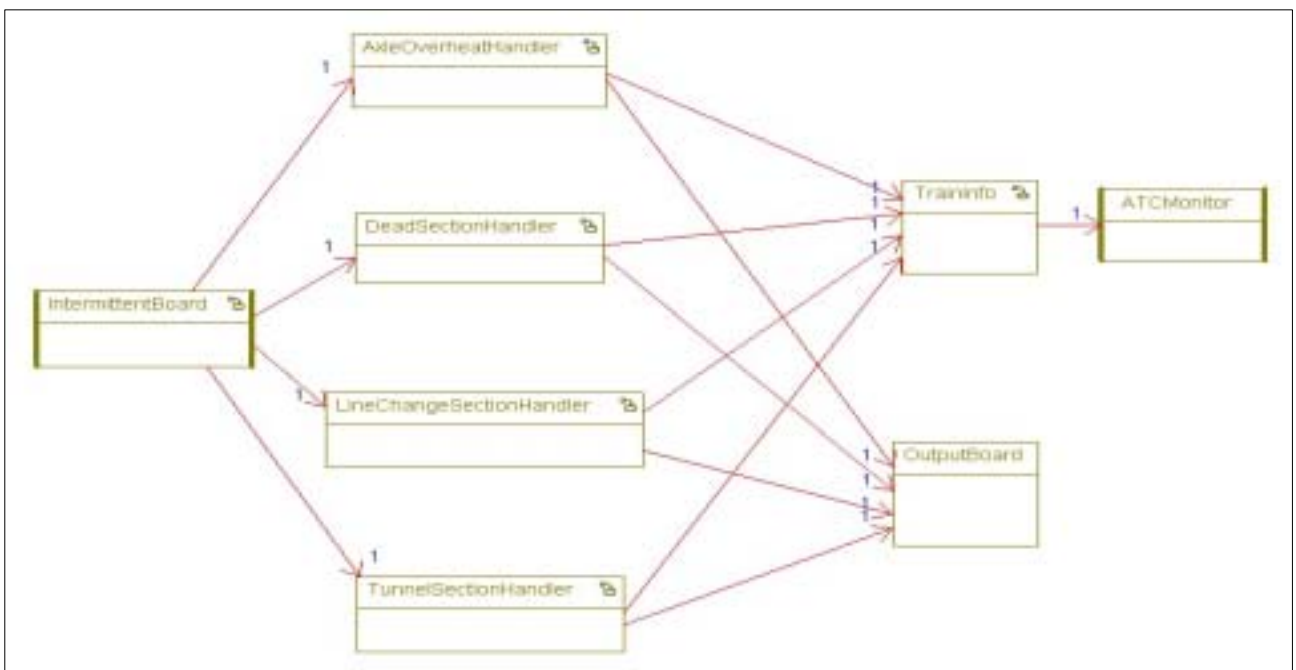 AxleOverheatHandler
1
TrainInfo
ATCMonitor
1
1
1
1
1
DeadSectionHandler
1
IntermittentBoard
LineChangeSectionHandler
1
OutputBoard
1
1
1
1
TunnelSectionHandler
1